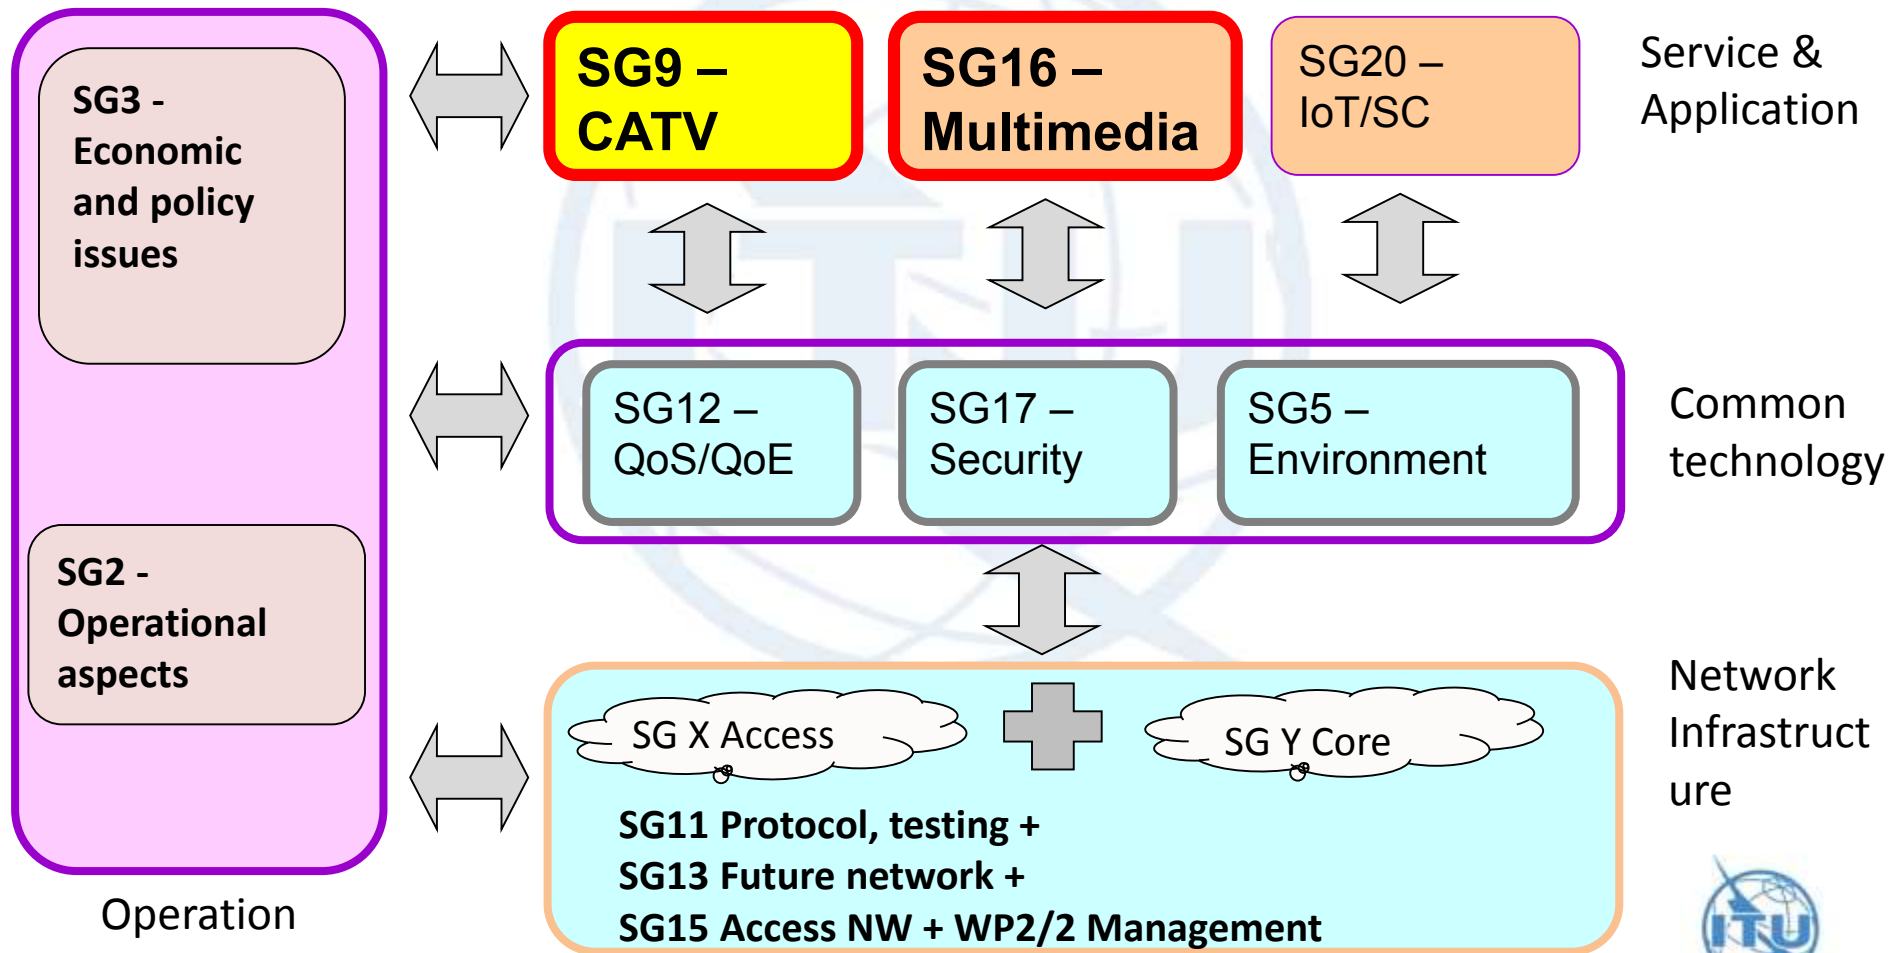 SG3 -
Economic
and policy
issues
SG2 -
Operational
aspects
Operation
SG9 –
CATV
SG16 –
Multimedia
SG20 –
IoT/SC
Service &
Application
SG12 –
QoS/QoE
SG17 –
Security
SG5 –
Environment
Common
technology
SG X Access
SG Y Core
SG11 Protocol, testing +
SG13 Future network +
SG15 Access NW + WP2/2 Management
Network
Infrastruct
ure
ITU
ITU